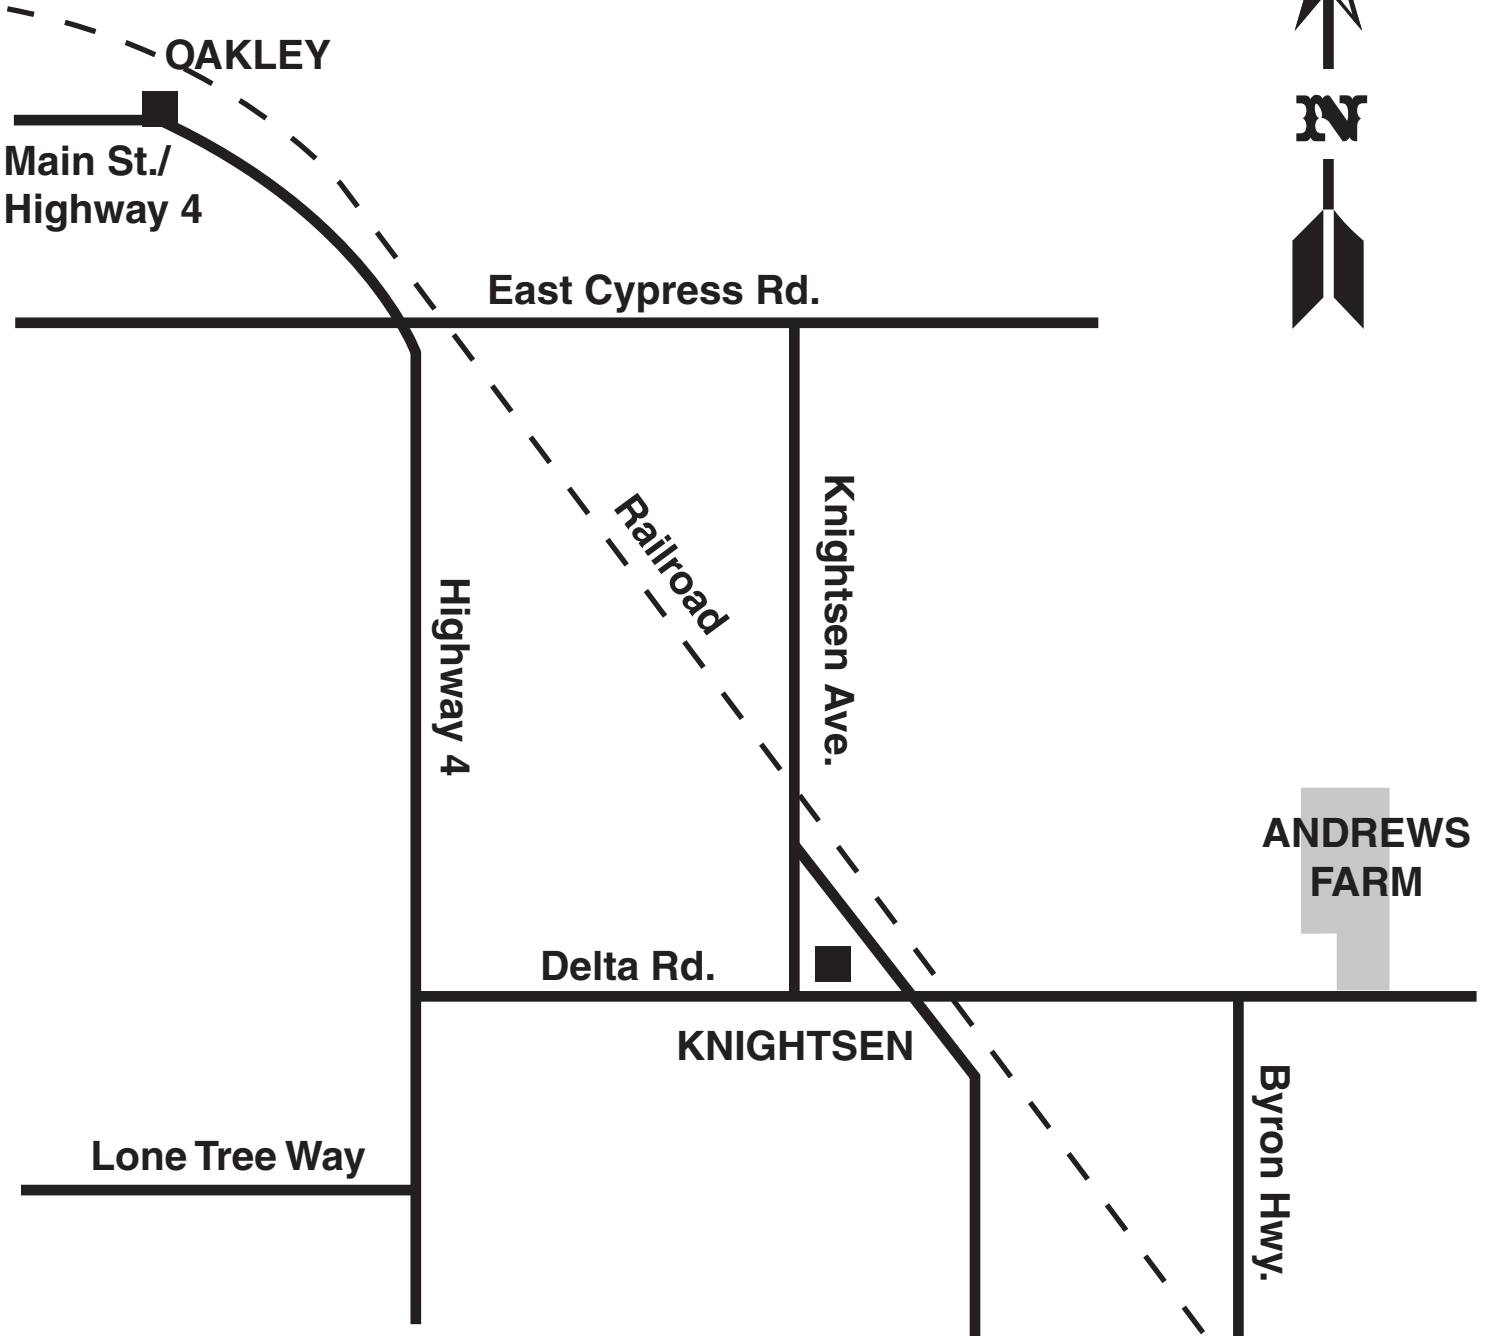 OAKLEY
N
Main St./
Highway 4
East Cypress Rd.
Railroad
Knightsen Ave.
Highway 4
ANDREWS
FARM
Delta Rd.
KNIGHTSEN
Byron Hwy.
Lone Tree Way